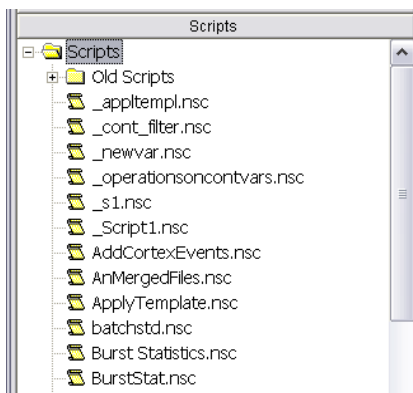 Scripts
Scripts
Old Scripts
_appltempl.nsc
_cont_filter.nsc
_newvar.nsc
_operationsoncontvars.nsc
_s1.nsc
_Script1.nsc
AddCortexEvents.nsc
AnMergedFiles.nsc
ApplyTemplate.nsc
batchstd.nsc
Burst Statistics.nsc
BurstStat.nsc